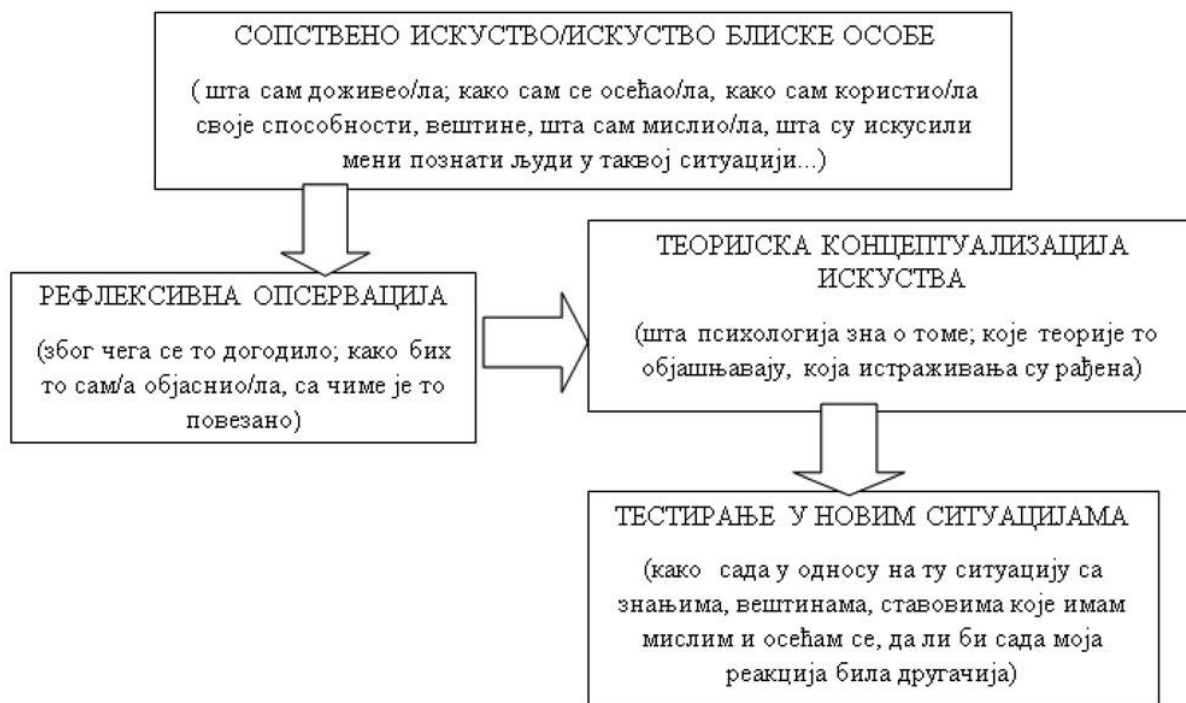 СОПСТВЕНО ИСКУСТВО/ИСКУСТВО БЛИСКЕ ОСОБЕ
( шта сам доживео/ла; како сам се осећао/ла, како сам користио/ла
своје способности, вештине, шта сам мислио/ла, шта су искусили
мени познати људи у таквој ситуацији...)
РЕФЛЕКСИВНА ОПСЕРВАЦИЈА
(због чега се то догодило; како бих
то сам/а објаснио/ла, са чиме је то
повезано)
ТЕОРИЈСКА КОНЦЕПТУАЛИЗАЦИЈА
ИСКУСТВА
(шта психологија зна о томе; које теорије то
објашњавају, која истраживања су рађена)
ТЕСТИРАЊЕ У НОВИМ СИТУАЦИЈАМА
(како сада у односу на ту ситуацију са
знањима, вештинама, ставовима које имам
мислим и осећам се, да ли би сада моја
реакција била другачија)